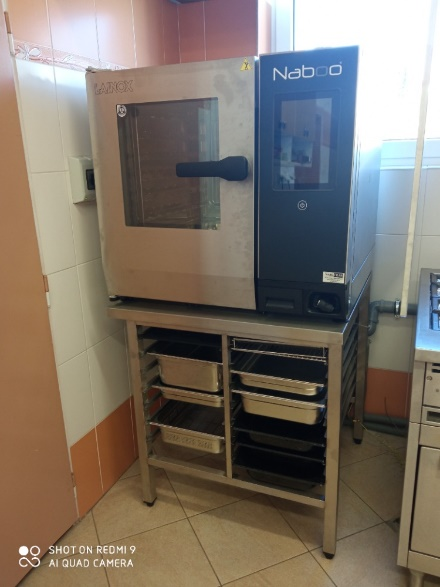 Naboo
LAINOX
SHOT ON REDMI 9
AI QUAD CAMERA